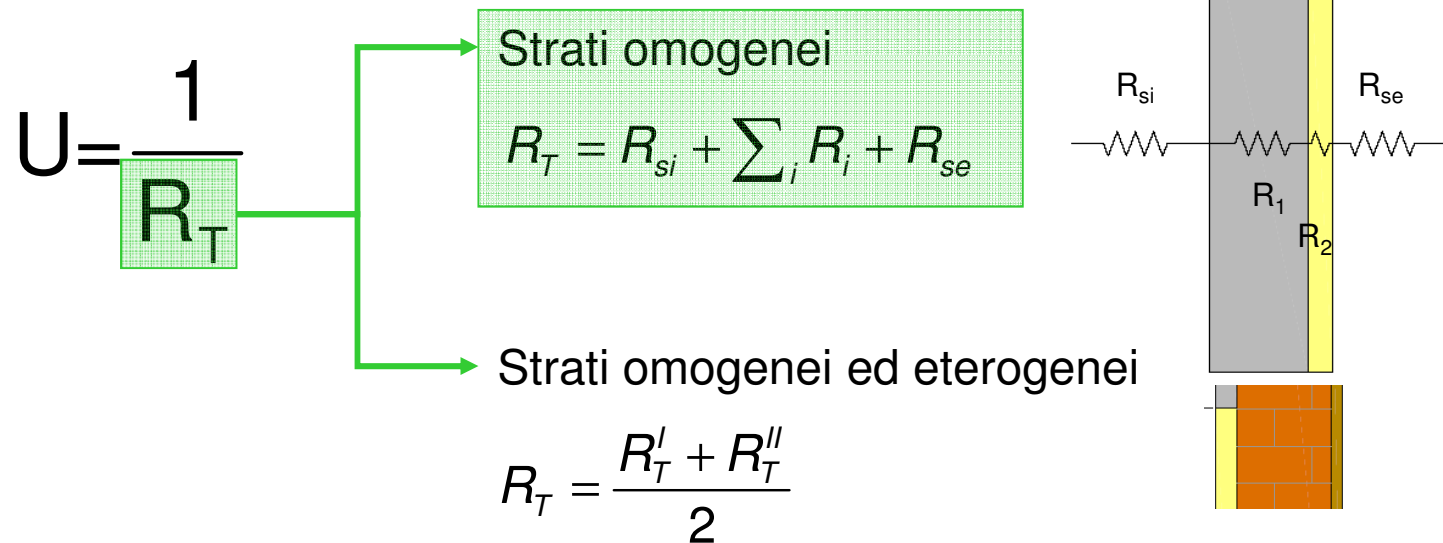 U = 1 / R_T
Strati omogenei
R_T = R_si + ∑_i R_i + R_se
Strati omogenei ed eterogenei
R_T = (R_T^I + R_T^II) / 2
R_si
R_se
R_1
R_2